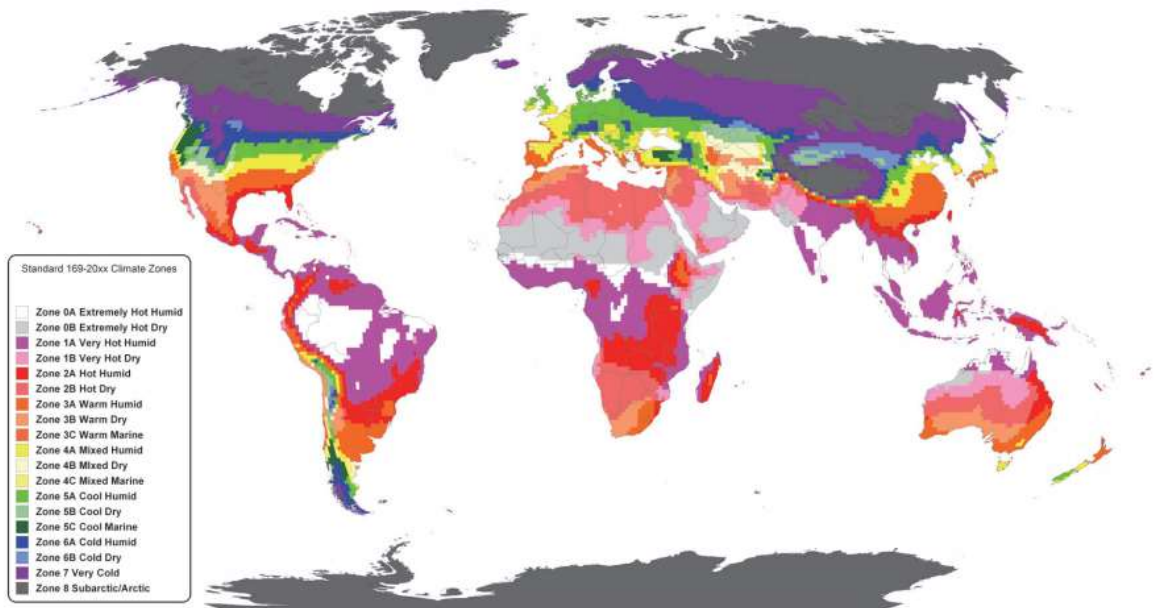 Standard 169-20xx Climate Zones
Zone 0A Extremely Hot Humid
Zone 0B Extremely Hot Dry
Zone 1A Very Hot Humid
Zone 1B Very Hot Dry
Zone 2A Hot Humid
Zone 2B Hot Dry
Zone 3A Warm Humid
Zone 3B Warm Dry
Zone 3C Warm Marine
Zone 4A Mixed Humid
Zone 4B MIxed Dry
Zone 4C Mixed Marine
Zone 5A Cool Humid
Zone 5B Cool Dry
Zone 5C Cool Marine
Zone 6A Cold Humid
Zone 6B Cold Dry
Zone 7 Very Cold
Zone 8 Subarctic/Arctic